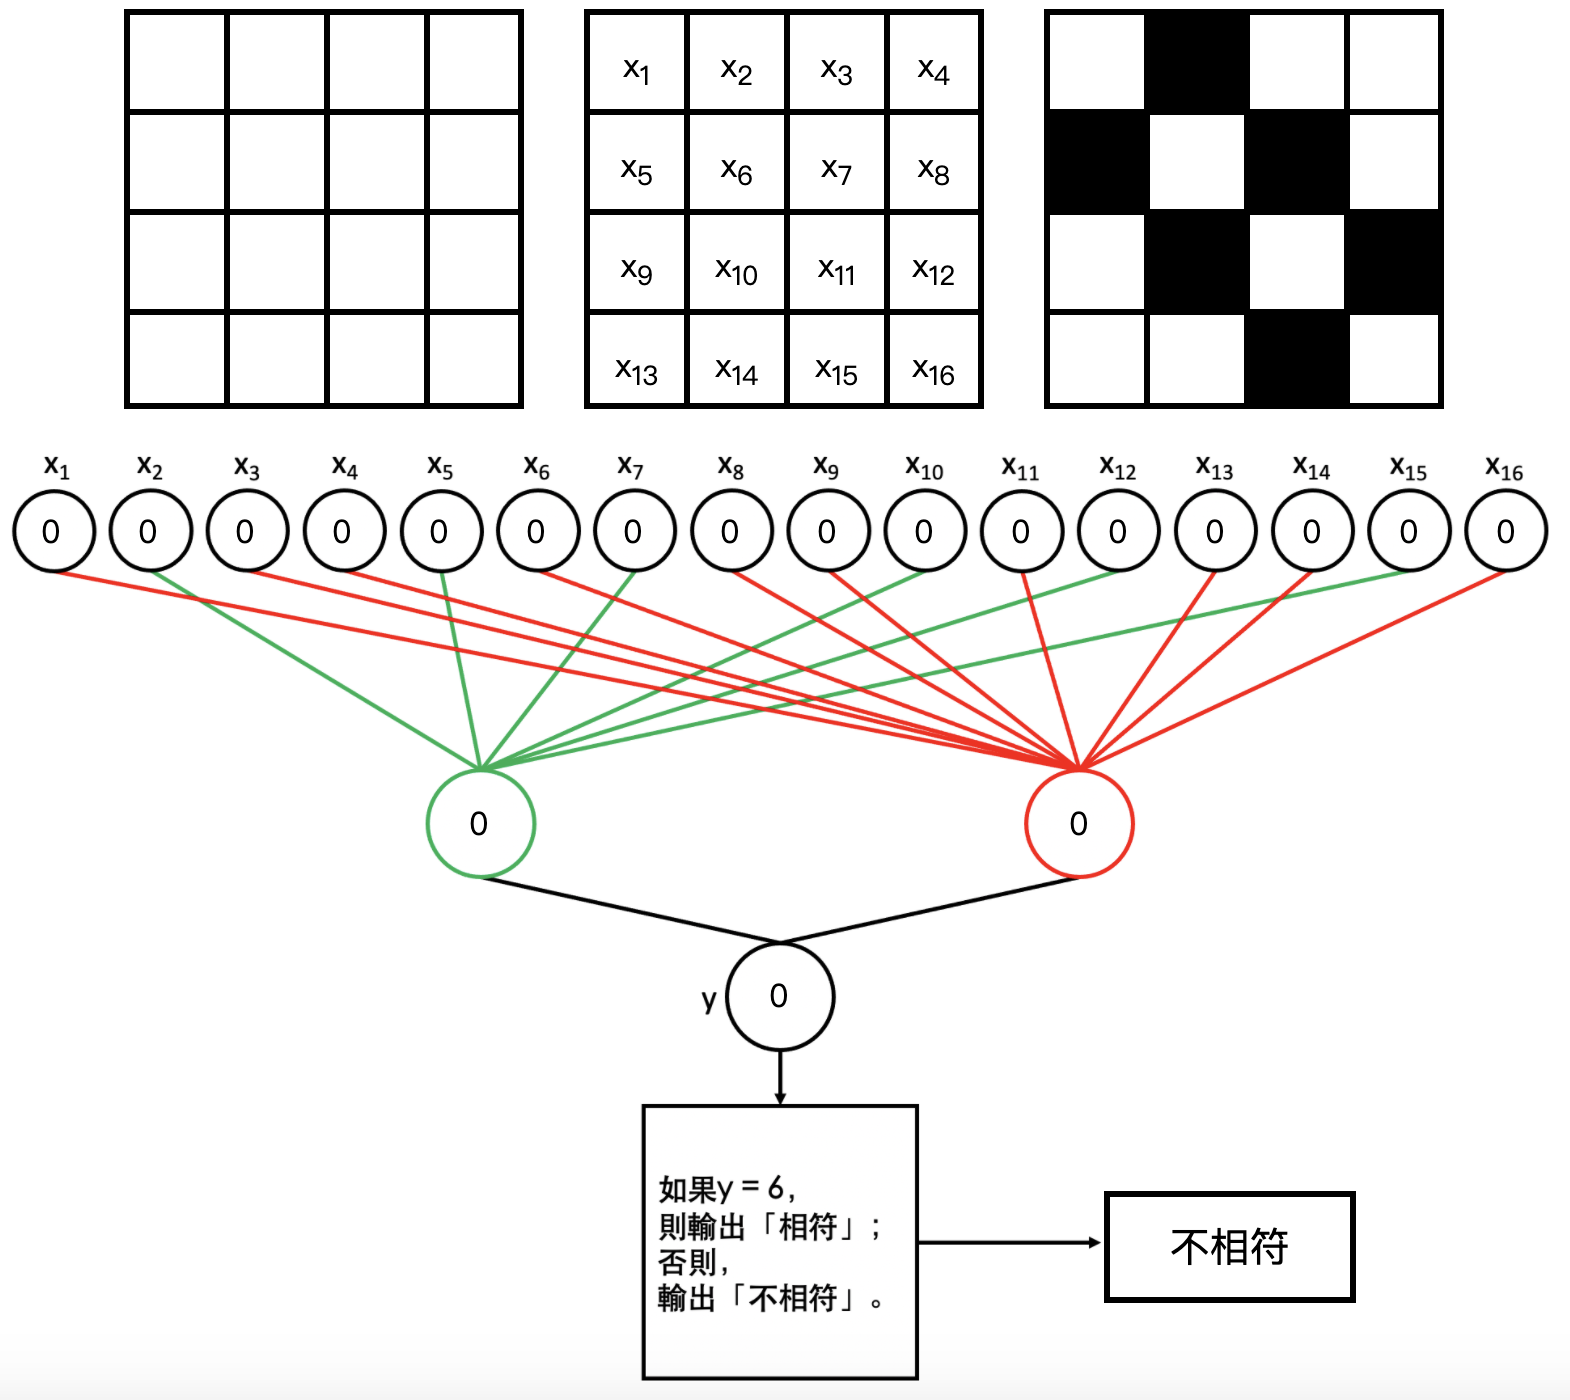 x₁ x₂ x₃ x₄
x₅ x₆ x₇ x₈
x₉ x₁₀ x₁₁ x₁₂
x₁₃ x₁₄ x₁₅ x₁₆
x₁ x₂ x₃ x₄ x₅ x₆ x₇ x₈ x₉ x₁₀ x₁₁ x₁₂ x₁₃ x₁₄ x₁₅ x₁₆
0 0 0 0 0 0 0 0 0 0 0 0 0 0 0 0
0 0
y 0
如果y = 6，
則輸出「相符」；
否則，
輸出「不相符」。
不相符